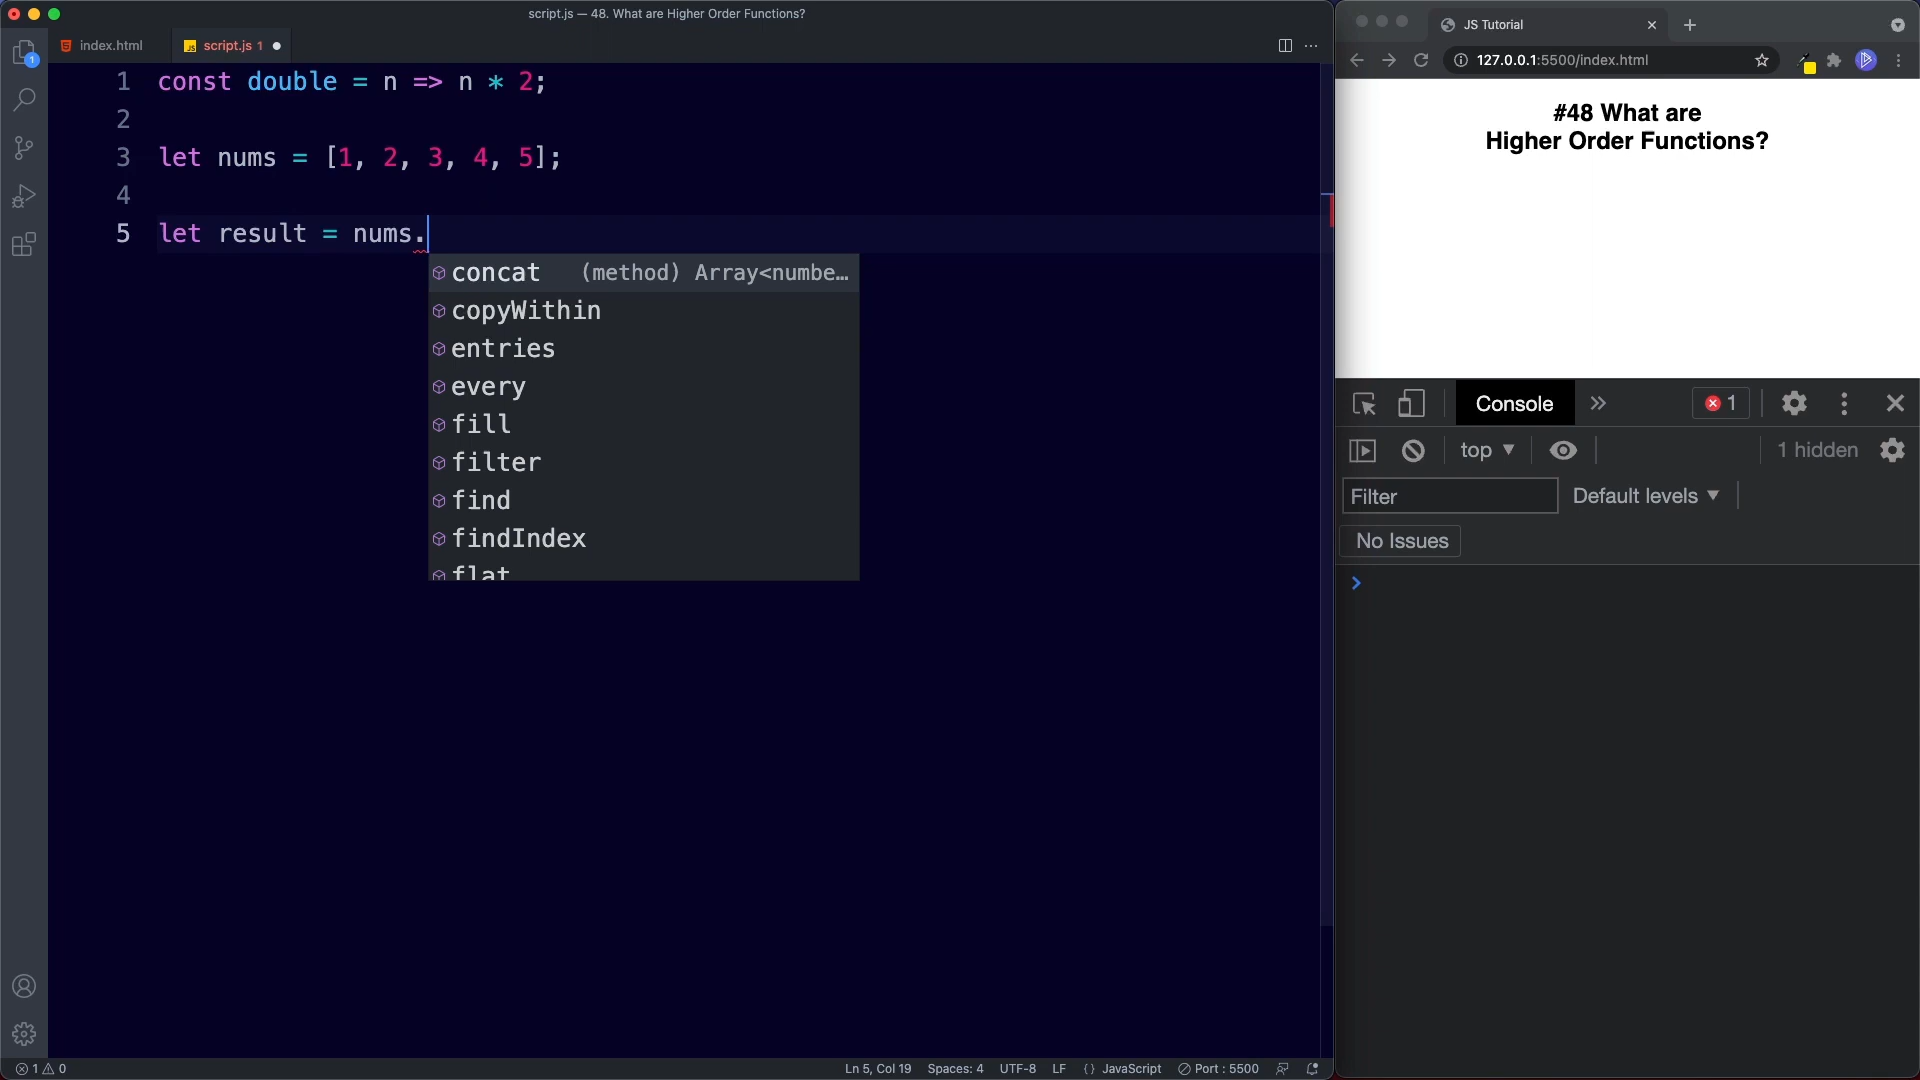 script.js — 48. What are Higher Order Functions?
index.html
script.js 1
1 const double = n => n * 2;
2
3 let nums = [1, 2, 3, 4, 5];
4
5 let result = nums.
concat (method) Array<numbe…
copyWithin
entries
every
fill
filter
find
findIndex
flat
1
1 0
Ln 5, Col 19 Spaces: 4 UTF-8 LF {} JavaScript Port : 5500
JS Tutorial
127.0.0.1:5500/index.html
#48 What are
Higher Order Functions?
Console 1
top 1 hidden
Filter Default levels
No Issues